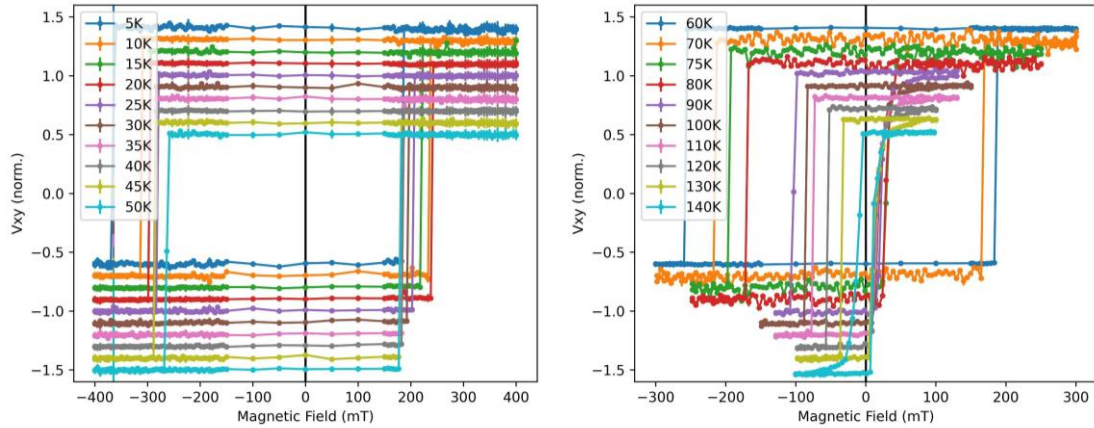 5K
10K
15K
20K
25K
30K
35K
40K
45K
50K
1.5
1.0
0.5
0.0
−0.5
−1.0
−1.5
Vxy (norm.)
−400 −300 −200 −100 0 100 200 300 400
Magnetic Field (mT)
60K
70K
75K
80K
90K
100K
110K
120K
130K
140K
1.5
1.0
0.5
0.0
−0.5
−1.0
−1.5
Vxy (norm.)
−300 −200 −100 0 100 200 300
Magnetic Field (mT)